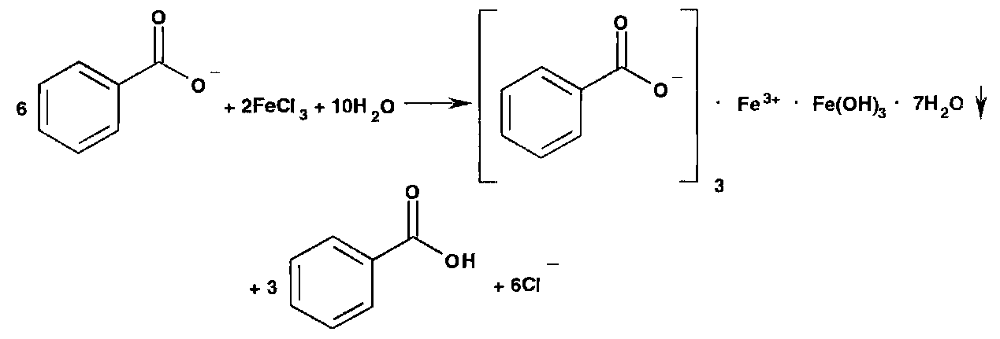 O
O⁻
6 + 2FeCl₃ + 10H₂O
O
O⁻
3
· Fe³⁺ · Fe(OH)₃ · 7H₂O ↓
O
OH
+ 3 + 6Cl⁻